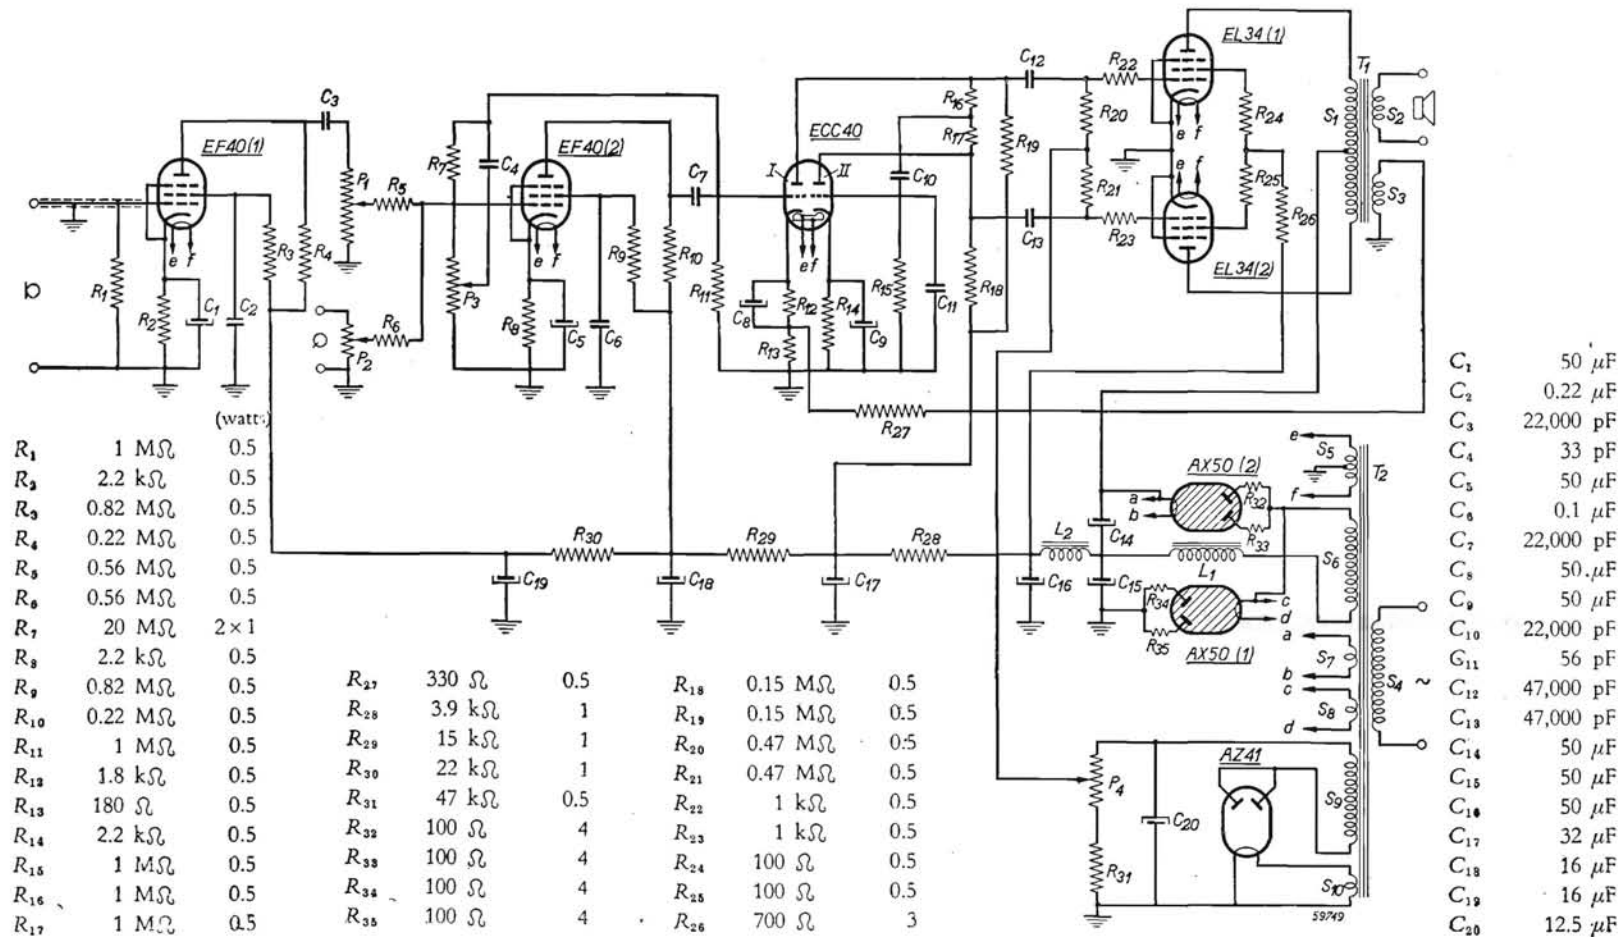 EL34(1)
T1
C12
R22
C3
R16
ECC40
R20
R24
S1
S2
EF40(1)
EF40(2)
R17
R19
e f
R7
C4
C7
I
II
P1
R5
C10
R21
R25
S3
R26
C13
R23
R3
R4
e f
e f
R9
R10
e f
EL34(2)
R1
P3
R11
R15
C11
R18
R2
C1
C2
R6
R8
C5
C6
C8
R12
R14
C9
P2
R13
R27
e
S5
T2
AX50 (2)
f
a
b
R32
R33
L2
C14
R30
R29
R28
S6
C19
C18
C17
C16
C15
L1
R34
c
d
R35
AX50 (1)
a
S7
b
S4 ~
c
S8
d
AZ41
P4
C20
S9
R31
S10
59749
(watts)
R1 1 MΩ 0.5
R2 2.2 kΩ 0.5
R3 0.82 MΩ 0.5
R4 0.22 MΩ 0.5
R5 0.56 MΩ 0.5
R6 0.56 MΩ 0.5
R7 20 MΩ 2 × 1
R8 2.2 kΩ 0.5
R9 0.82 MΩ 0.5
R10 0.22 MΩ 0.5
R11 1 MΩ 0.5
R12 1.8 kΩ 0.5
R13 180 Ω 0.5
R14 2.2 kΩ 0.5
R15 1 MΩ 0.5
R16 1 MΩ 0.5
R17 1 MΩ 0.5
R27 330 Ω 0.5
R28 3.9 kΩ 1
R29 15 kΩ 1
R30 22 kΩ 1
R31 47 kΩ 0.5
R32 100 Ω 4
R33 100 Ω 4
R34 100 Ω 4
R35 100 Ω 4
R18 0.15 MΩ 0.5
R19 0.15 MΩ 0.5
R20 0.47 MΩ 0.5
R21 0.47 MΩ 0.5
R22 1 kΩ 0.5
R23 1 kΩ 0.5
R24 100 Ω 0.5
R25 100 Ω 0.5
R26 700 Ω 3
C1 50 μF
C2 0.22 μF
C3 22,000 pF
C4 33 pF
C5 50 μF
C6 0.1 μF
C7 22,000 pF
C8 50 μF
C9 50 μF
C10 22,000 pF
G11 56 pF
C12 47,000 pF
C13 47,000 pF
C14 50 μF
C15 50 μF
C16 50 μF
C17 32 μF
C18 16 μF
C19 16 μF
C20 12.5 μF